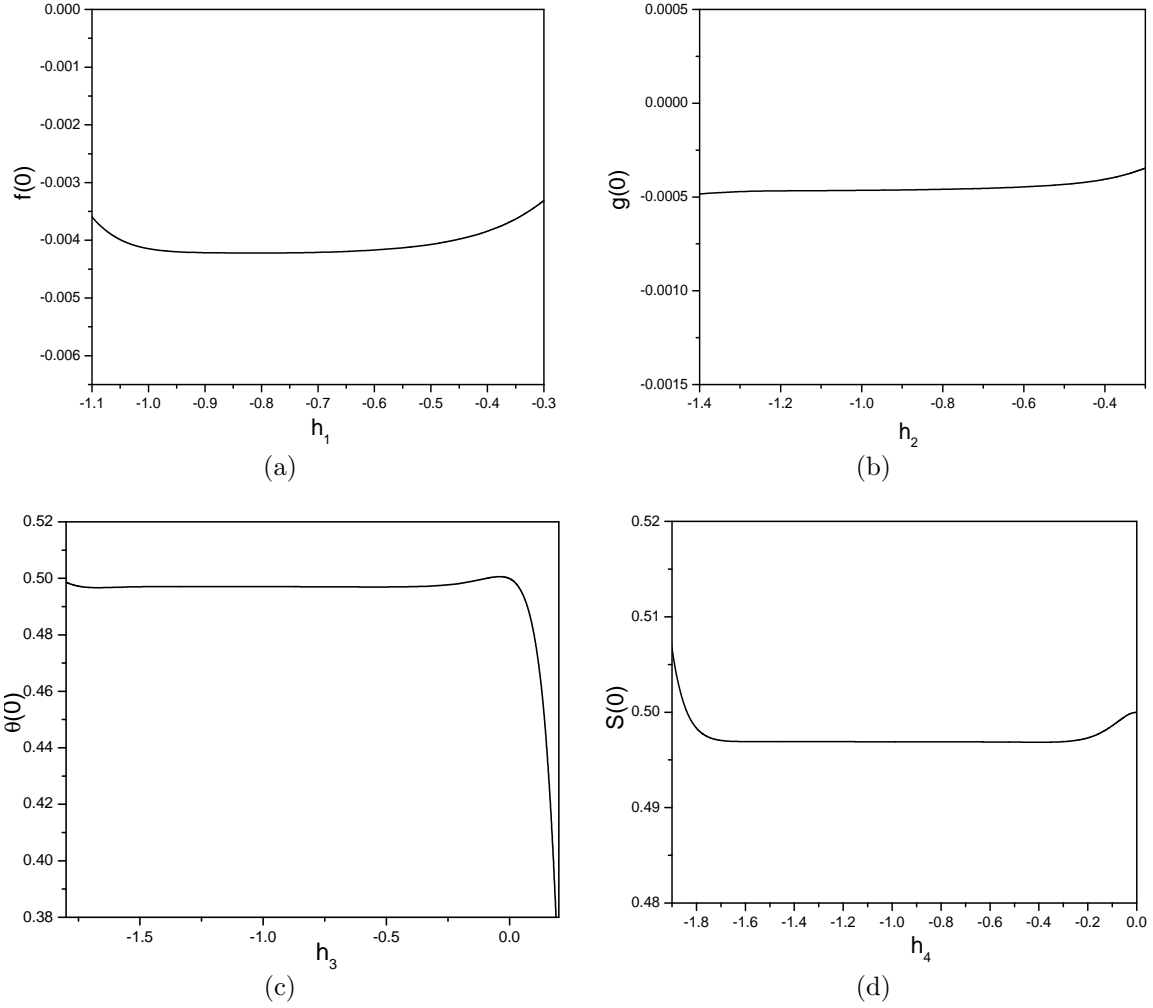 0.000
-0.001
-0.002
-0.003
-0.004
-0.005
-0.006
f(0)
-1.1 -1.0 -0.9 -0.8 -0.7 -0.6 -0.5 -0.4 -0.3
h1
(a)
0.0005
0.0000
-0.0005
-0.0010
-0.0015
g(0)
-1.4 -1.2 -1.0 -0.8 -0.6 -0.4
h2
(b)
0.52
0.50
0.48
0.46
0.44
0.42
0.40
0.38
θ(0)
-1.5 -1.0 -0.5 0.0
h3
(c)
0.52
0.51
0.50
0.49
0.48
S(0)
-1.8 -1.6 -1.4 -1.2 -1.0 -0.8 -0.6 -0.4 -0.2 0.0
h4
(d)